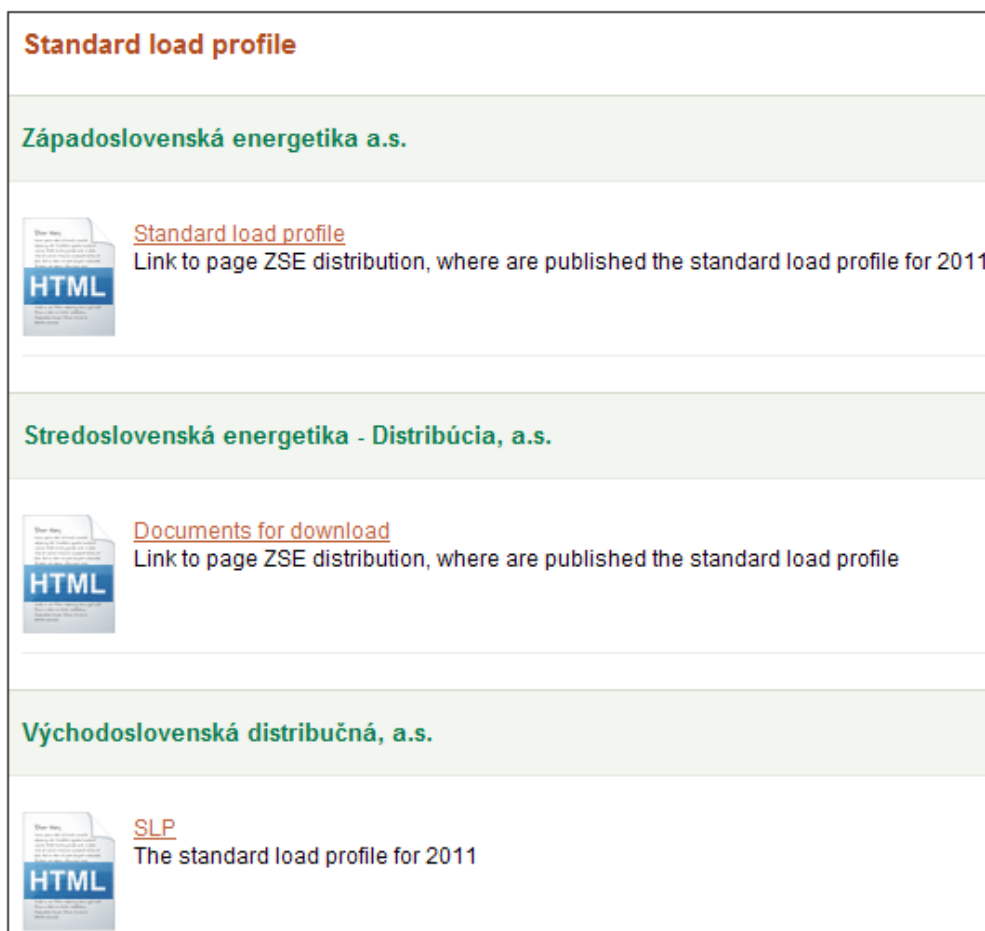 Standard load profile
Západoslovenská energetika a.s.
Standard load profile
Link to page ZSE distribution, where are published the standard load profile for 2011
HTML
Stredoslovenská energetika - Distribúcia, a.s.
Documents for download
Link to page ZSE distribution, where are published the standard load profile
HTML
Východoslovenská distribučná, a.s.
SLP
The standard load profile for 2011
HTML